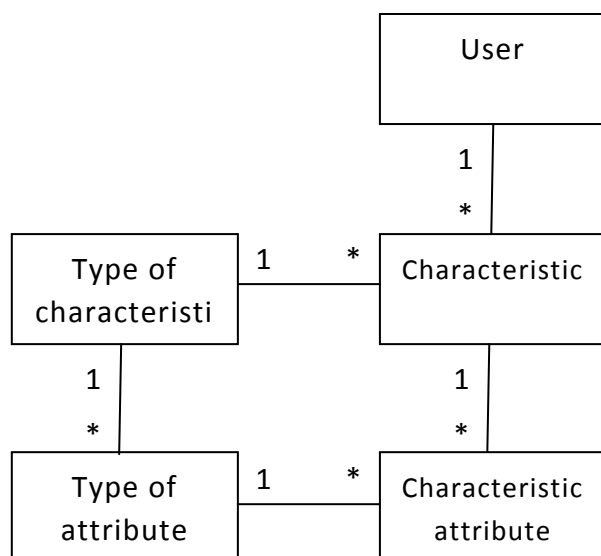 User
1
*
Type of
characteristi
1
*
Characteristic
1
*
1
*
Type of
attribute
1
*
Characteristic
attribute